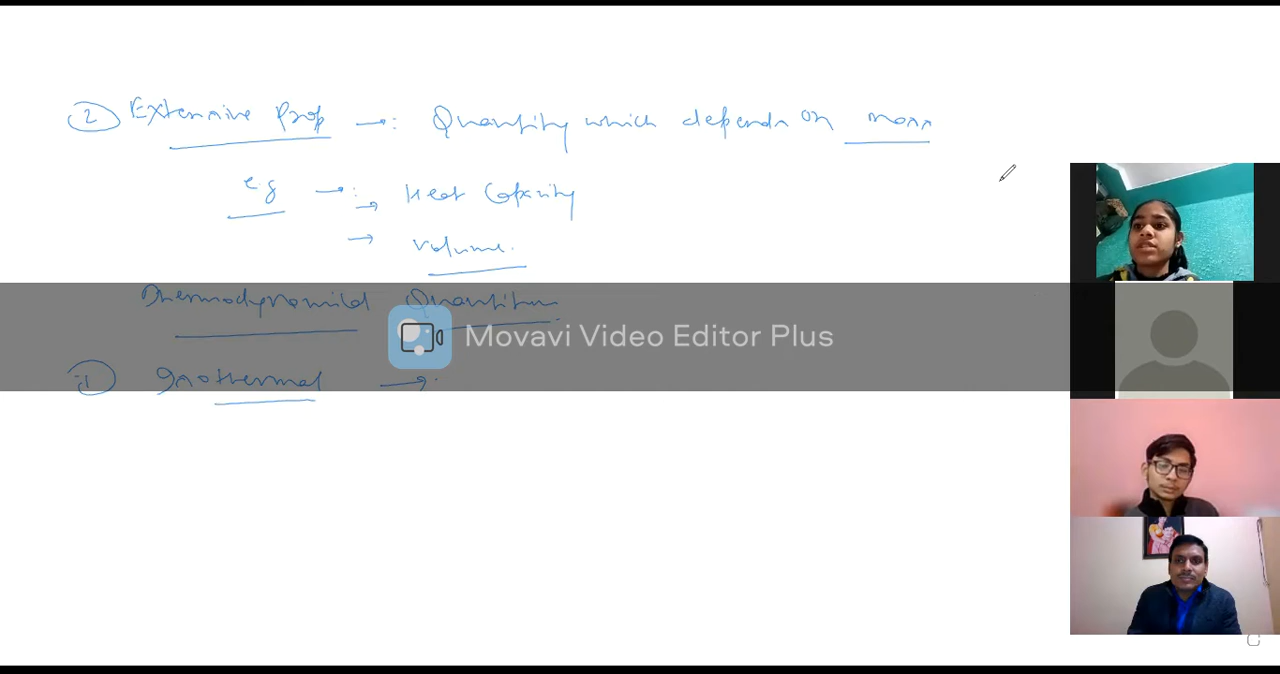 ② Extensive Prop →: Quantity which depends on mass
e.g →: → Heat Capacity
→ Volume.
Thermodynamical Quantities
Movavi Video Editor Plus
① Isothermal →